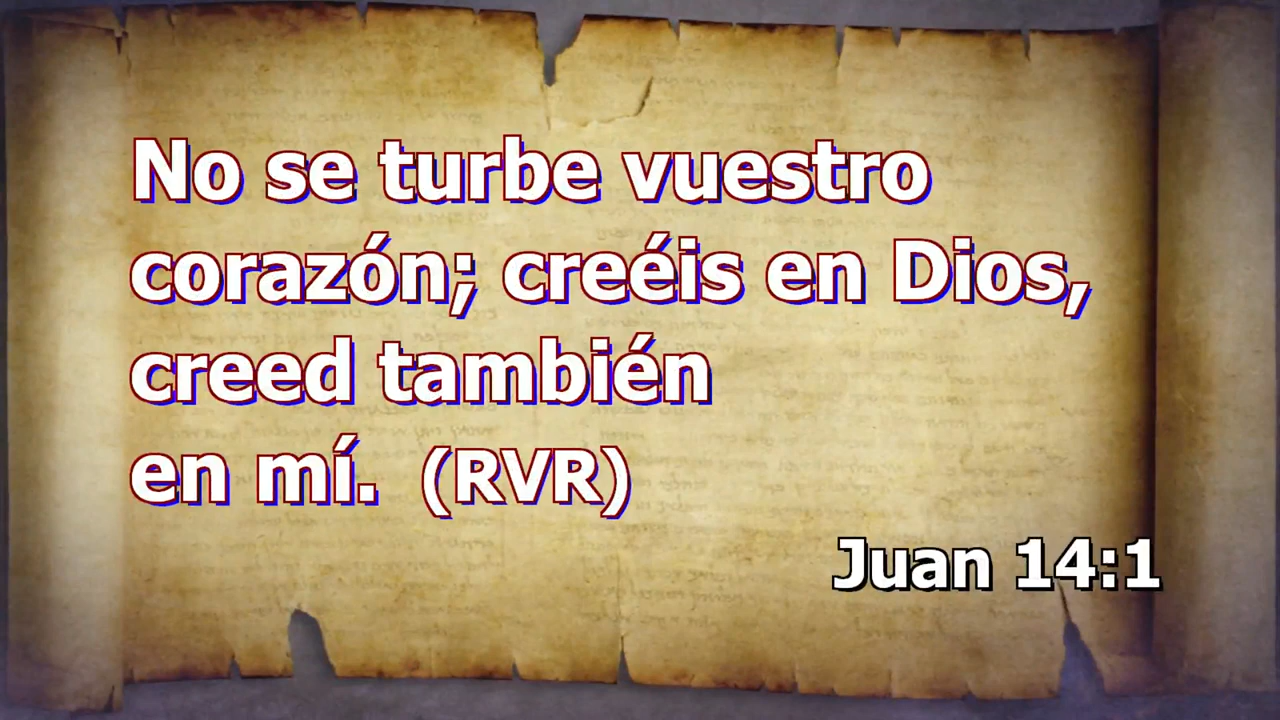 No se turbe vuestro
corazón; creéis en Dios,
creed también
en mí. (RVR)
Juan 14:1